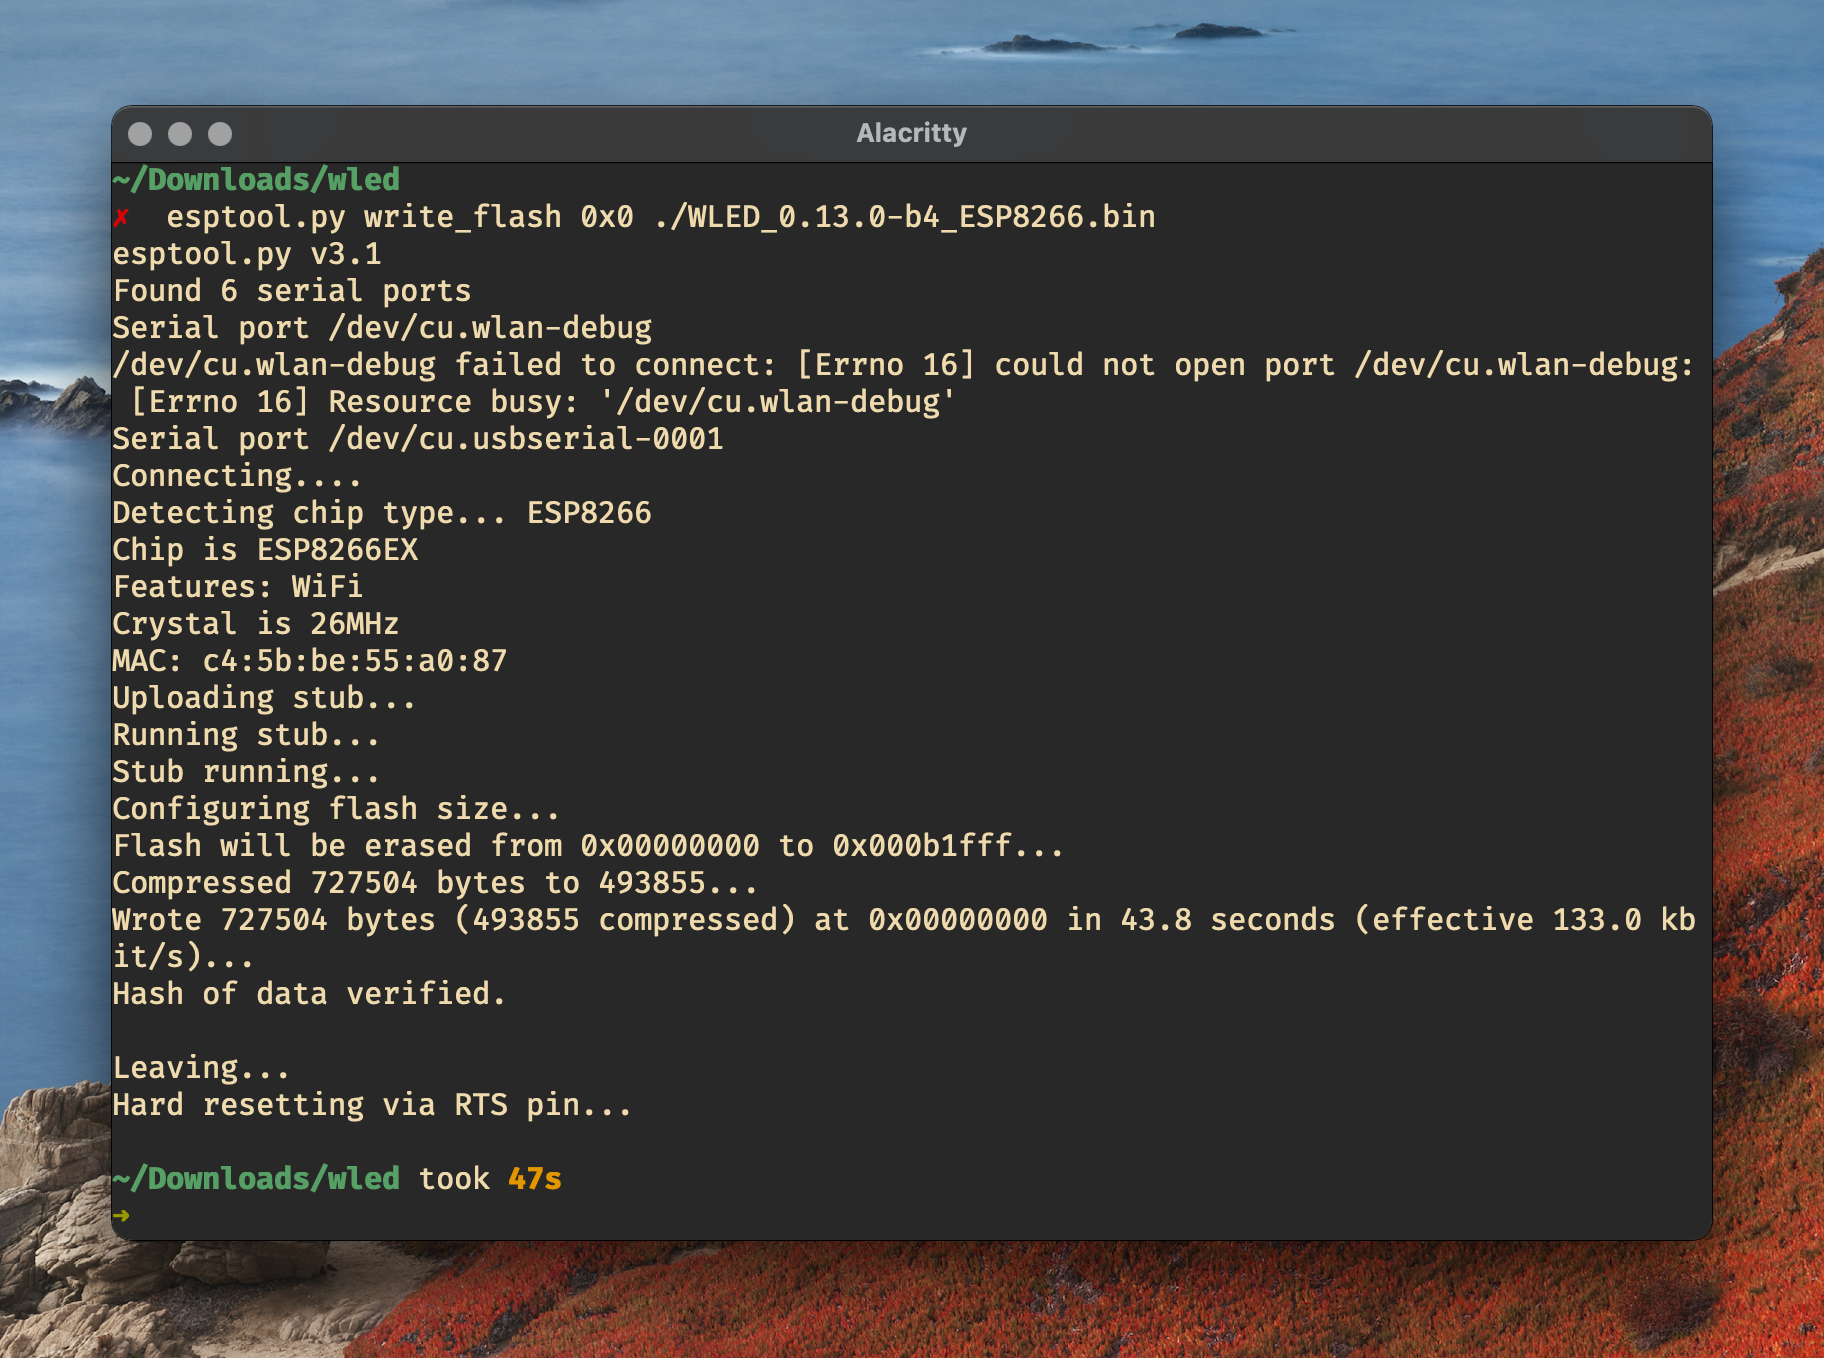 Alacritty
~/Downloads/wled
✗  esptool.py write_flash 0x0 ./WLED_0.13.0-b4_ESP8266.bin
esptool.py v3.1
Found 6 serial ports
Serial port /dev/cu.wlan-debug
/dev/cu.wlan-debug failed to connect: [Errno 16] could not open port /dev/cu.wlan-debug:
 [Errno 16] Resource busy: '/dev/cu.wlan-debug'
Serial port /dev/cu.usbserial-0001
Connecting....
Detecting chip type... ESP8266
Chip is ESP8266EX
Features: WiFi
Crystal is 26MHz
MAC: c4:5b:be:55:a0:87
Uploading stub...
Running stub...
Stub running...
Configuring flash size...
Flash will be erased from 0x00000000 to 0x000b1fff...
Compressed 727504 bytes to 493855...
Wrote 727504 bytes (493855 compressed) at 0x00000000 in 43.8 seconds (effective 133.0 kb
it/s)...
Hash of data verified.
Leaving...
Hard resetting via RTS pin...
~/Downloads/wled took 47s
➜